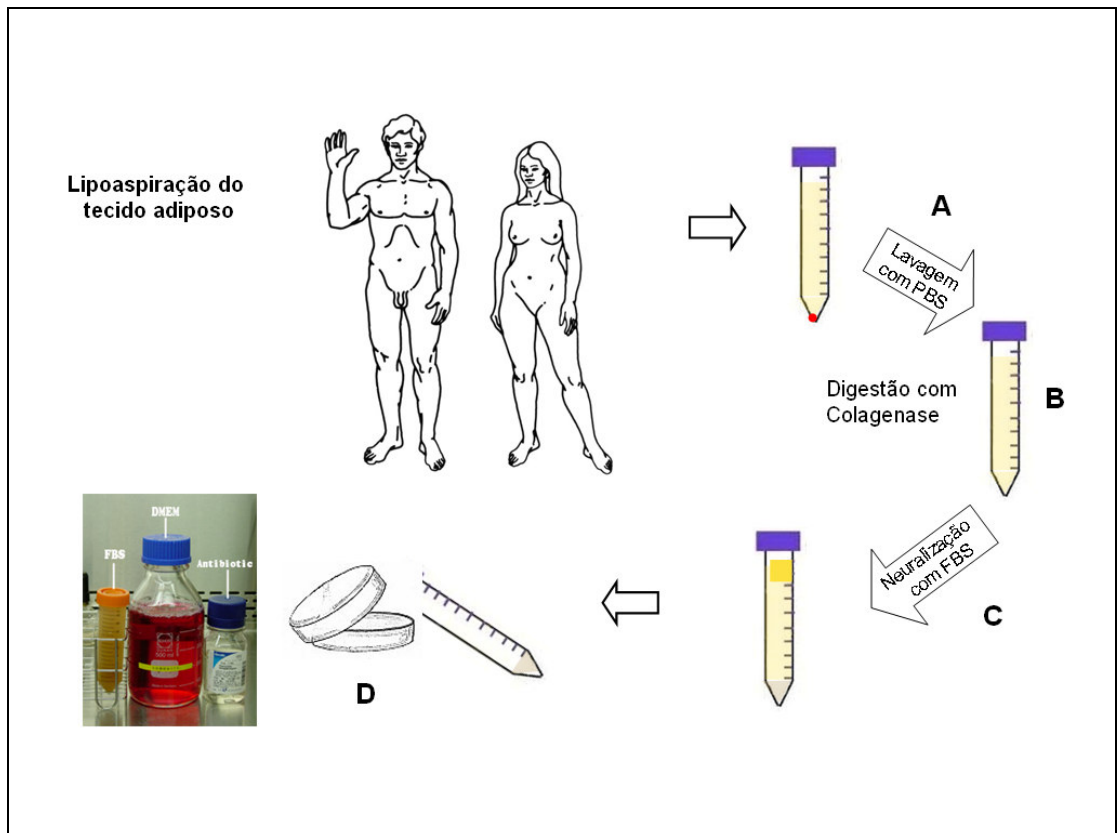 Lipoaspiração do
tecido adiposo
A
Lavagem
com PBS
B
Digestão com
Colagenase
Neuralização
com FBS
C
D
DMEM
FBS
Antibiotic